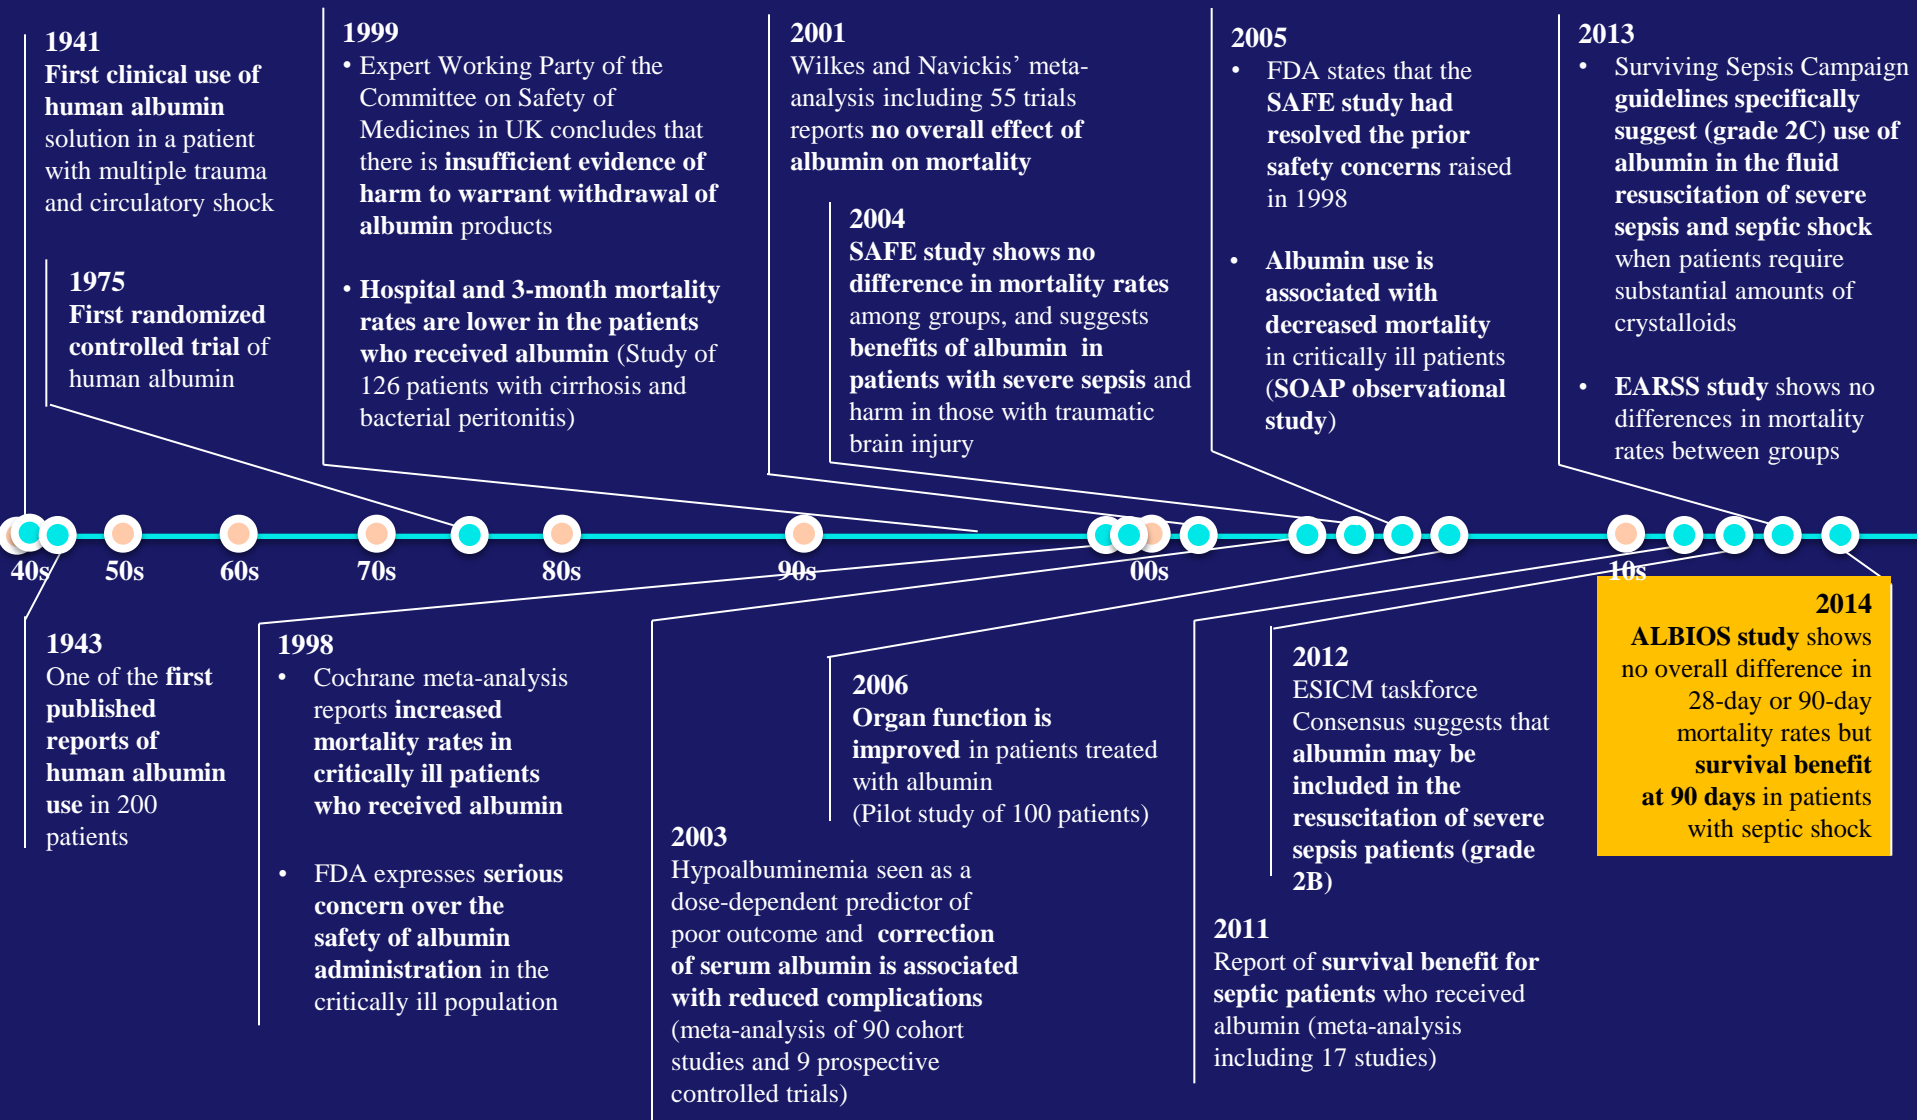 1941
First clinical use of
human albumin
solution in a patient
with multiple trauma
and circulatory shock
1975
First randomized
controlled trial of
human albumin
1999
• Expert Working Party of the
Committee on Safety of
Medicines in UK concludes that
there is insufficient evidence of
harm to warrant withdrawal of
albumin products
• Hospital and 3-month mortality
rates are lower in the patients
who received albumin (Study of
126 patients with cirrhosis and
bacterial peritonitis)
2001
Wilkes and Navickis’ meta-
analysis including 55 trials
reports no overall effect of
albumin on mortality
2004
SAFE study shows no
difference in mortality rates
among groups, and suggests
benefits of albumin in
patients with severe sepsis and
harm in those with traumatic
brain injury
2005
• FDA states that the
SAFE study had
resolved the prior
safety concerns raised
in 1998
• Albumin use is
associated with
decreased mortality
in critically ill patients
(SOAP observational
study)
2013
• Surviving Sepsis Campaign
guidelines specifically
suggest (grade 2C) use of
albumin in the fluid
resuscitation of severe
sepsis and septic shock
when patients require
substantial amounts of
crystalloids
• EARSS study shows no
differences in mortality
rates between groups
40s 50s 60s 70s 80s 90s 00s 10s
1943
One of the first
published
reports of
human albumin
use in 200
patients
1998
• Cochrane meta-analysis
reports increased
mortality rates in
critically ill patients
who received albumin
• FDA expresses serious
concern over the
safety of albumin
administration in the
critically ill population
2003
Hypoalbuminemia seen as a
dose-dependent predictor of
poor outcome and correction
of serum albumin is associated
with reduced complications
(meta-analysis of 90 cohort
studies and 9 prospective
controlled trials)
2006
Organ function is
improved in patients treated
with albumin
(Pilot study of 100 patients)
2011
Report of survival benefit for
septic patients who received
albumin (meta-analysis
including 17 studies)
2012
ESICM taskforce
Consensus suggests that
albumin may be
included in the
resuscitation of severe
sepsis patients (grade
2B)
2014
ALBIOS study shows
no overall difference in
28-day or 90-day
mortality rates but
survival benefit
at 90 days in patients
with septic shock